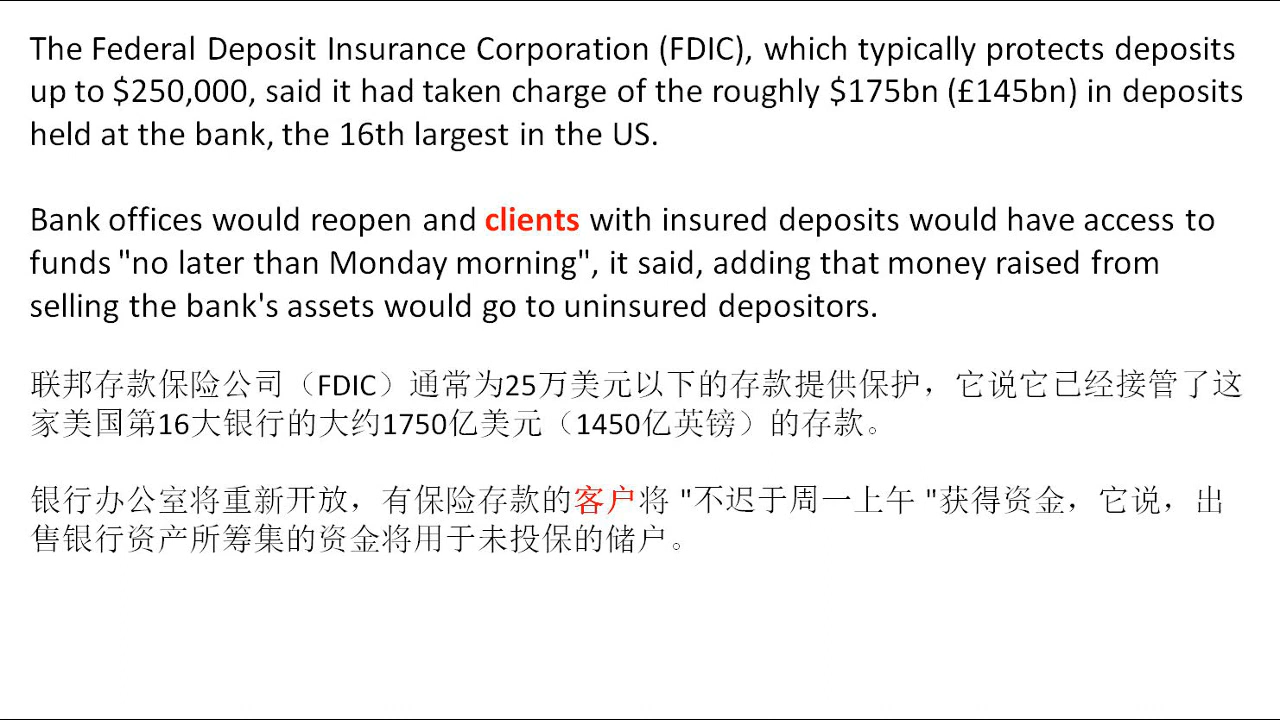 The Federal Deposit Insurance Corporation (FDIC), which typically protects deposits
up to $250,000, said it had taken charge of the roughly $175bn (£145bn) in deposits
held at the bank, the 16th largest in the US.
Bank offices would reopen and clients with insured deposits would have access to
funds "no later than Monday morning", it said, adding that money raised from
selling the bank's assets would go to uninsured depositors.
联邦存款保险公司（FDIC）通常为25万美元以下的存款提供保护，它说它已经接管了这
家美国第16大银行的大约1750亿美元（1450亿英镑）的存款。
银行办公室将重新开放，有保险存款的客户将 "不迟于周一上午 "获得资金，它说，出
售银行资产所筹集的资金将用于未投保的储户。